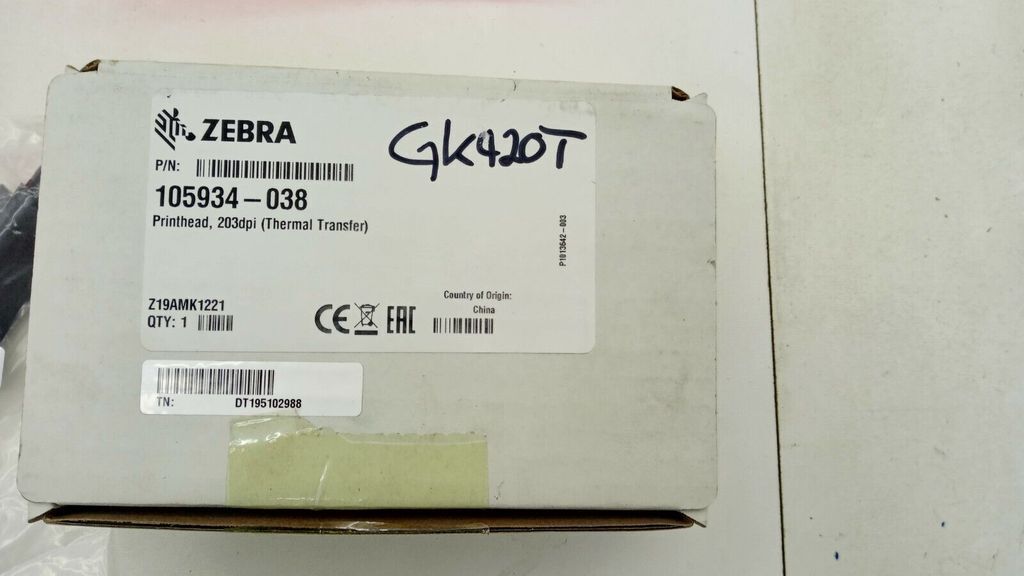 ZEBRA
GK420T
P/N:
105934-038
Printhead, 203dpi (Thermal Transfer)
P1013642-003
Z19AMK1221
QTY: 1
CE
EAC
Country of Origin:
China
TN:
DT195102988